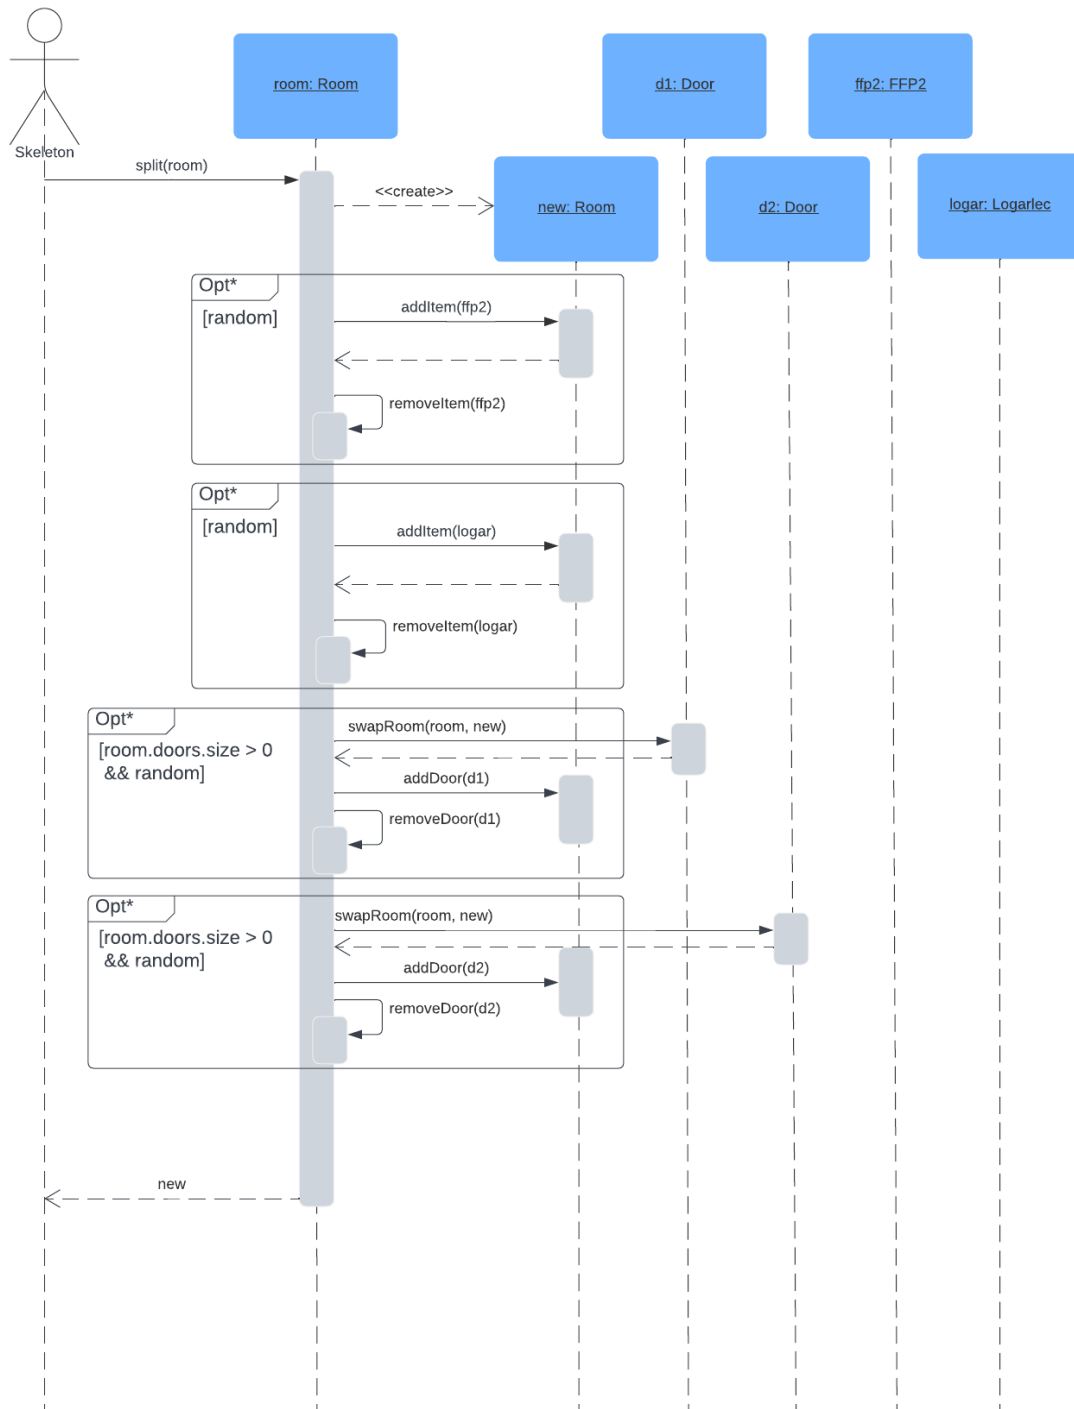 room: Room
d1: Door
ffp2: FFP2
Skeleton
split(room)
<<create>>
new: Room
d2: Door
logar: Logarlec
Opt*
[random]
addItem(ffp2)
removeItem(ffp2)
Opt*
[random]
addItem(logar)
removeItem(logar)
Opt*
[room.doors.size > 0
&& random]
swapRoom(room, new)
addDoor(d1)
removeDoor(d1)
Opt*
[room.doors.size > 0
&& random]
swapRoom(room, new)
addDoor(d2)
removeDoor(d2)
new